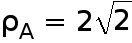 ρ_A = 2√2